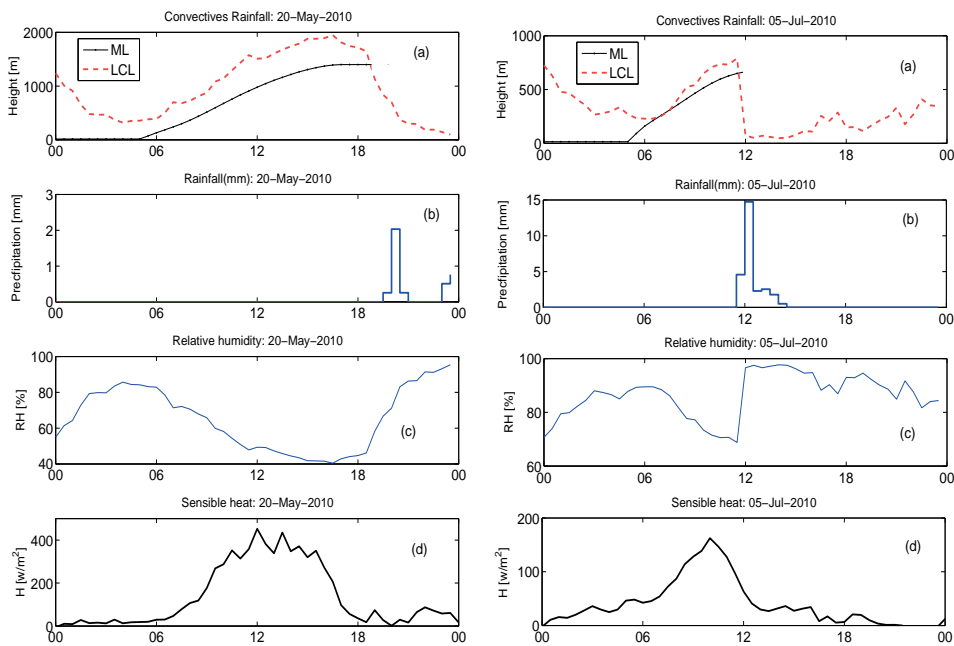 Convectives Rainfall: 20−May−2010
Height [m]
2000
1000
0
ML
LCL
(a)
00 06 12 18 00
Rainfall(mm): 20−May−2010
Precfipitation [mm]
3
2
1
0
(b)
00 06 12 18 00
Relative humidity: 20−May−2010
RH [%]
100
80
60
40
(c)
00 06 12 18 00
Sensible heat: 20−May−2010
H [w/m²]
400
200
0
(d)
00 06 12 18 00
Convectives Rainfall: 05−Jul−2010
Height [m]
1000
500
0
ML
LCL
(a)
00 06 12 18 00
Rainfall(mm): 05−Jul−2010
Precfipitation [mm]
15
10
5
0
(b)
00 06 12 18 00
Relative humidity: 05−Jul−2010
RH [%]
100
80
60
(c)
00 06 12 18 00
Sensible heat: 05−Jul−2010
H [w/m²]
200
100
0
(d)
00 06 12 18 00